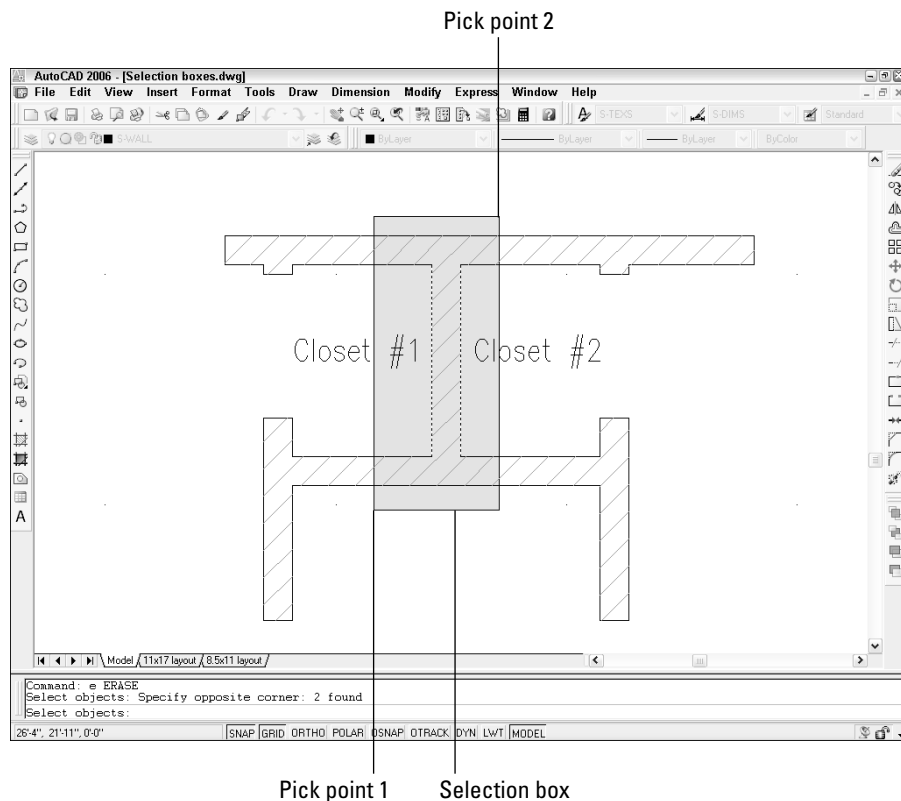 Pick point 2
AutoCAD 2006 - [Selection boxes.dwg]
File Edit View Insert Format Tools Draw Dimension Modify Express Window Help
S-TEXS S-DIMS Standard
S-WALL ByLayer ByLayer ByLayer ByColor
Closet #1 Closet #2
A
Model 11x17 layout 8.5x11 layout
Command: e ERASE
Select objects: Specify opposite corner: 2 found
Select objects:
26'-4", 21'-11", 0'-0" SNAP GRID ORTHO POLAR OSNAP OTRACK DYN LWT MODEL
Pick point 1 Selection box